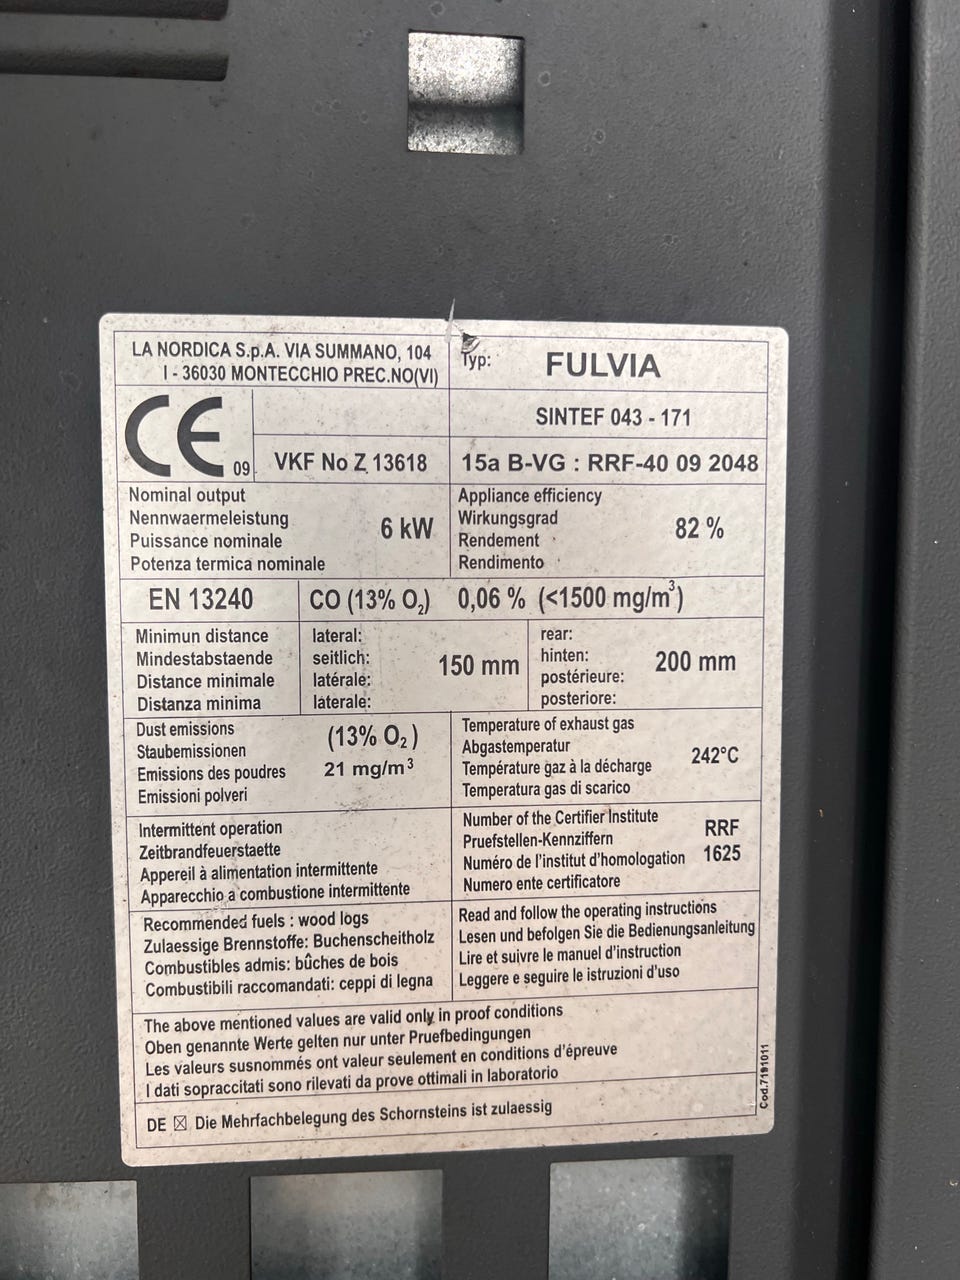 LA NORDICA S.p.A. VIA SUMMANO, 104
I - 36030 MONTECCHIO PREC.NO(VI)
Typ: FULVIA
SINTEF 043 - 171
CE 09
VKF No Z 13618
15a B-VG : RRF-40 09 2048
Nominal output
Nennwaermeleistung
Puissance nominale
Potenza termica nominale
6 kW
Appliance efficiency
Wirkungsgrad
Rendement
Rendimento
82 %
EN 13240
CO (13% O₂) 0,06 % (<1500 mg/m³)
Minimun distance
Mindestabstaende
Distance minimale
Distanza minima
lateral:
seitlich:
latérale:
laterale:
150 mm
rear:
hinten:
postérieure:
posteriore:
200 mm
Dust emissions
Staubemissionen
Emissions des poudres
Emissioni polveri
(13% O₂)
21 mg/m³
Temperature of exhaust gas
Abgastemperatur
Température gaz à la décharge
Temperatura gas di scarico
242°C
Intermittent operation
Zeitbrandfeuerstaette
Appareil à alimentation intermittente
Apparecchio a combustione intermittente
Number of the Certifier Institute
Pruefstellen-Kennziffern
Numéro de l'institut d'homologation
Numero ente certificatore
RRF
1625
Recommended fuels : wood logs
Zulaessige Brennstoffe: Buchenscheitholz
Combustibles admis: bûches de bois
Combustibili raccomandati: ceppi di legna
Read and follow the operating instructions
Lesen und befolgen Sie die Bedienungsanleitung
Lire et suivre le manuel d'instruction
Leggere e seguire le istruzioni d'uso
The above mentioned values are valid only in proof conditions
Oben genannte Werte gelten nur unter Pruefbedingungen
Les valeurs susnommés ont valeur seulement en conditions d'épreuve
I dati sopraccitati sono rilevati da prove ottimali in laboratorio
DE ☒ Die Mehrfachbelegung des Schornsteins ist zulaessig
Cod.7191011